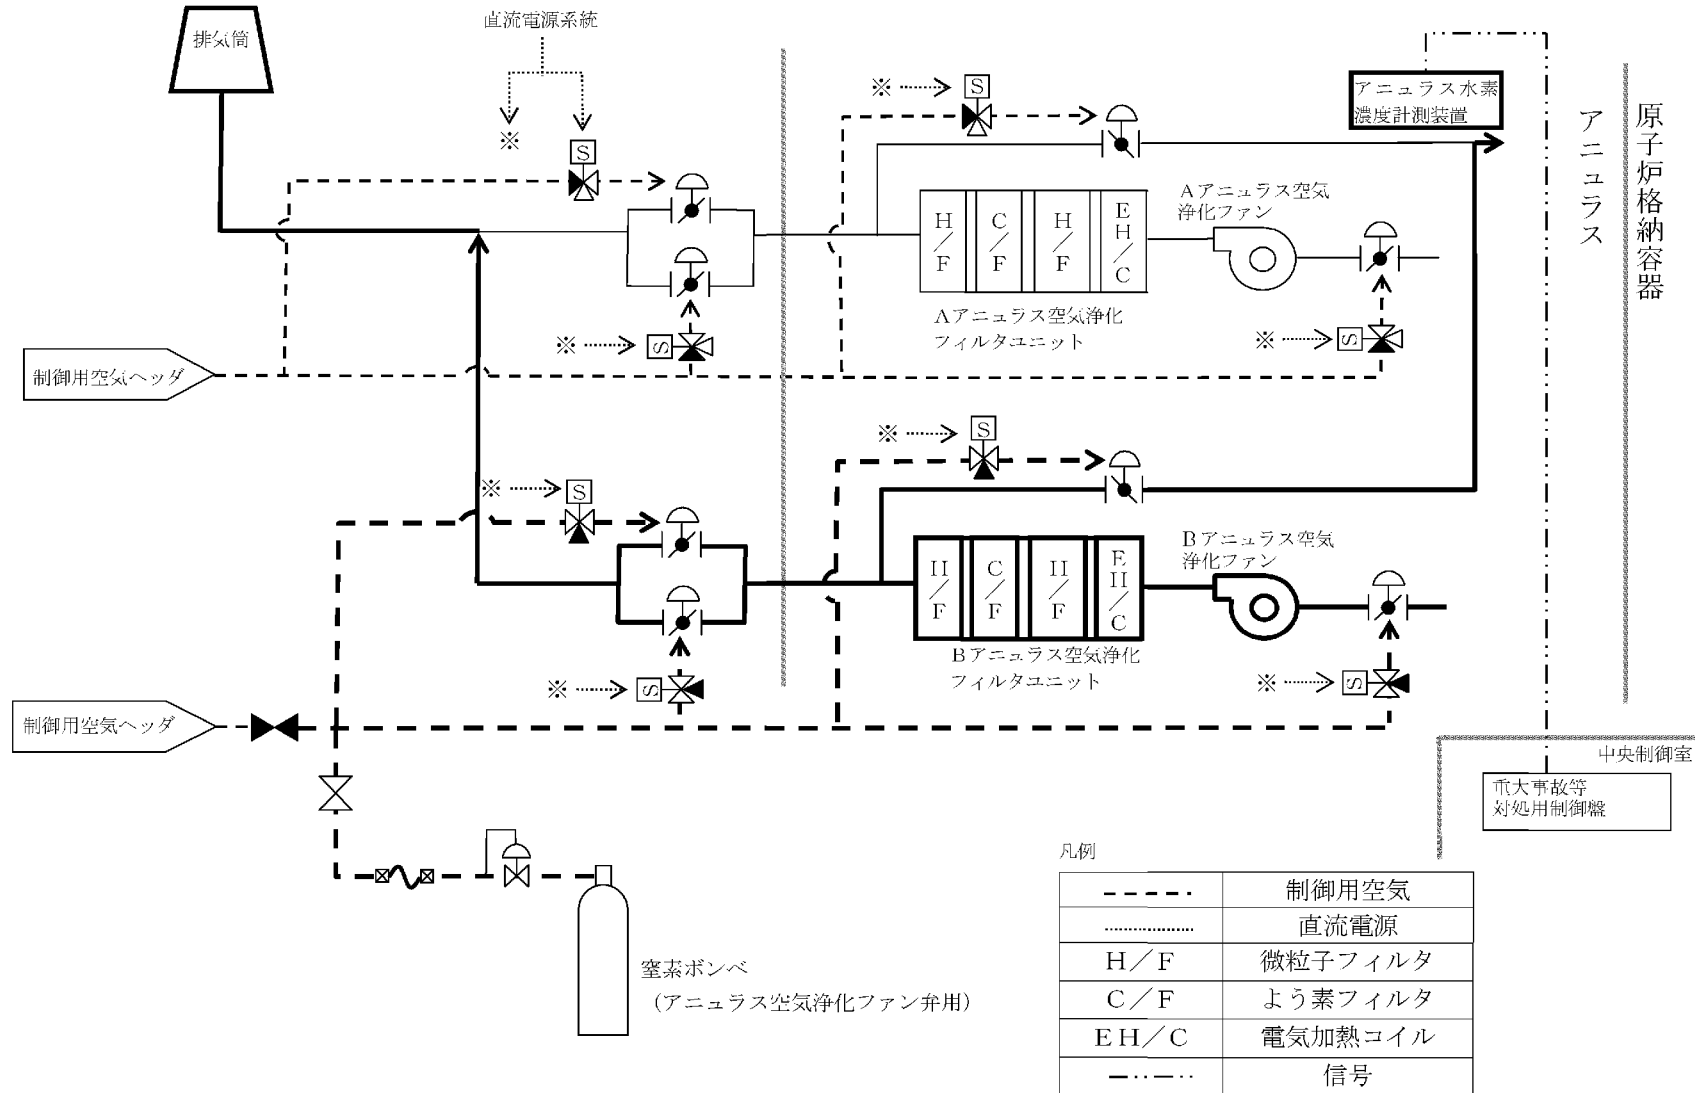 排気筒
直流電源系統
※
S
※
S
アニュラス水素
濃度計測装置
アニュラス
原子炉格納容器
H/F
C/F
H/F
EH/C
Aアニュラス空気
浄化ファン
Aアニュラス空気浄化
フィルタユニット
※
S
※
S
制御用空気ヘッダ
※
S
※
S
H/F
C/F
H/F
EH/C
Bアニュラス空気
浄化ファン
Bアニュラス空気浄化
フィルタユニット
※
S
※
S
制御用空気ヘッダ
中央制御室
重大事故等
対処用制御盤
窒素ボンベ
(アニュラス空気浄化ファン弁用)
凡例
制御用空気
直流電源
H/F 微粒子フィルタ
C/F よう素フィルタ
EH/C 電気加熱コイル
信号